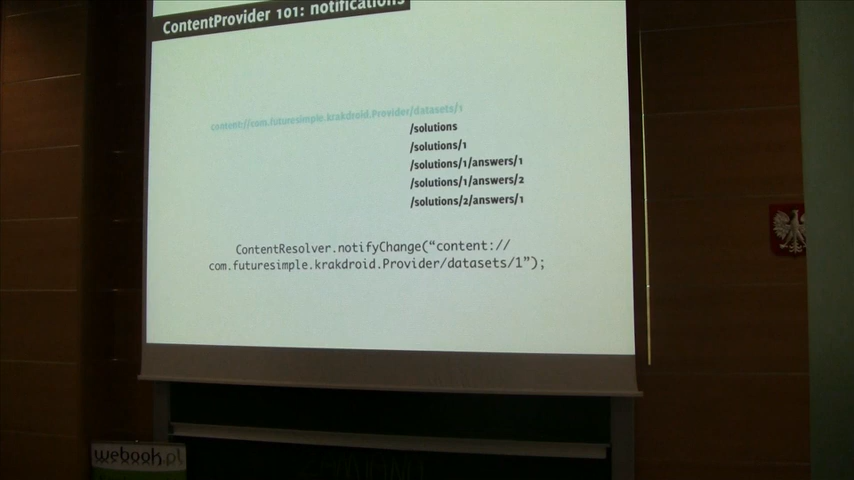 ContentProvider 101: notifications
content://com.futuresimple.krakdroid.Provider/datasets/1
/solutions
/solutions/1
/solutions/1/answers/1
/solutions/1/answers/2
/solutions/2/answers/1
ContentResolver.notifyChange(“content://
com.futuresimple.krakdroid.Provider/datasets/1”);
webook.pl